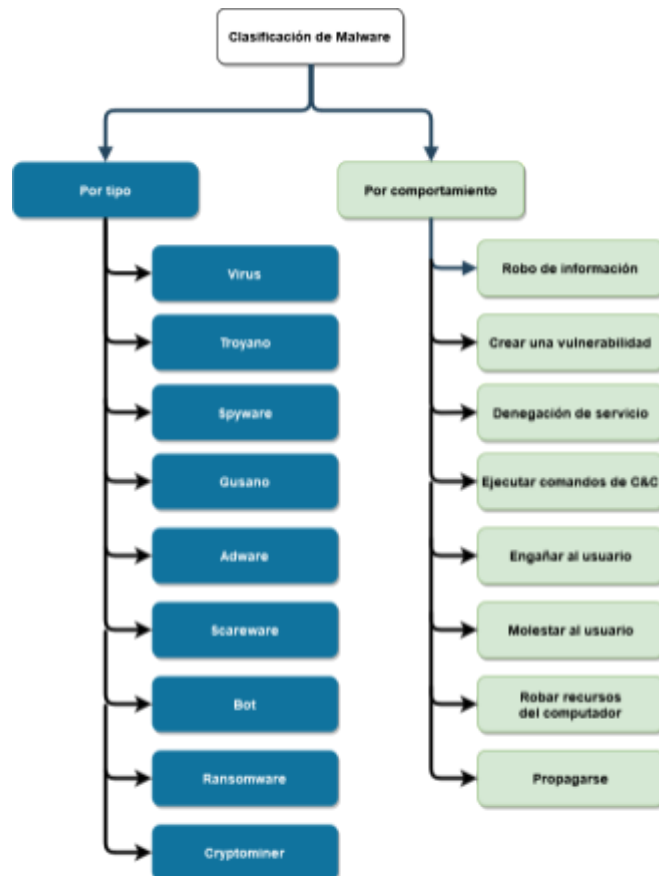 Clasificación de Malware
Por tipo
Por comportamiento
Virus
Troyano
Spyware
Gusano
Adware
Scareware
Bot
Ransomware
Cryptominer
Robo de información
Crear una vulnerabilidad
Denegación de servicio
Ejecutar comandos de C&C
Engañar al usuario
Molestar al usuario
Robar recursos
del computador
Propagarse